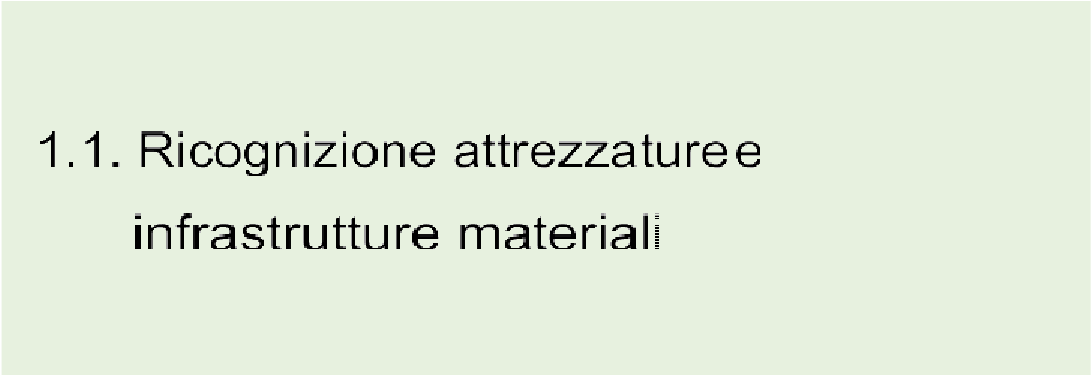 1.1. Ricognizione attrezzature e
infrastrutture materiali